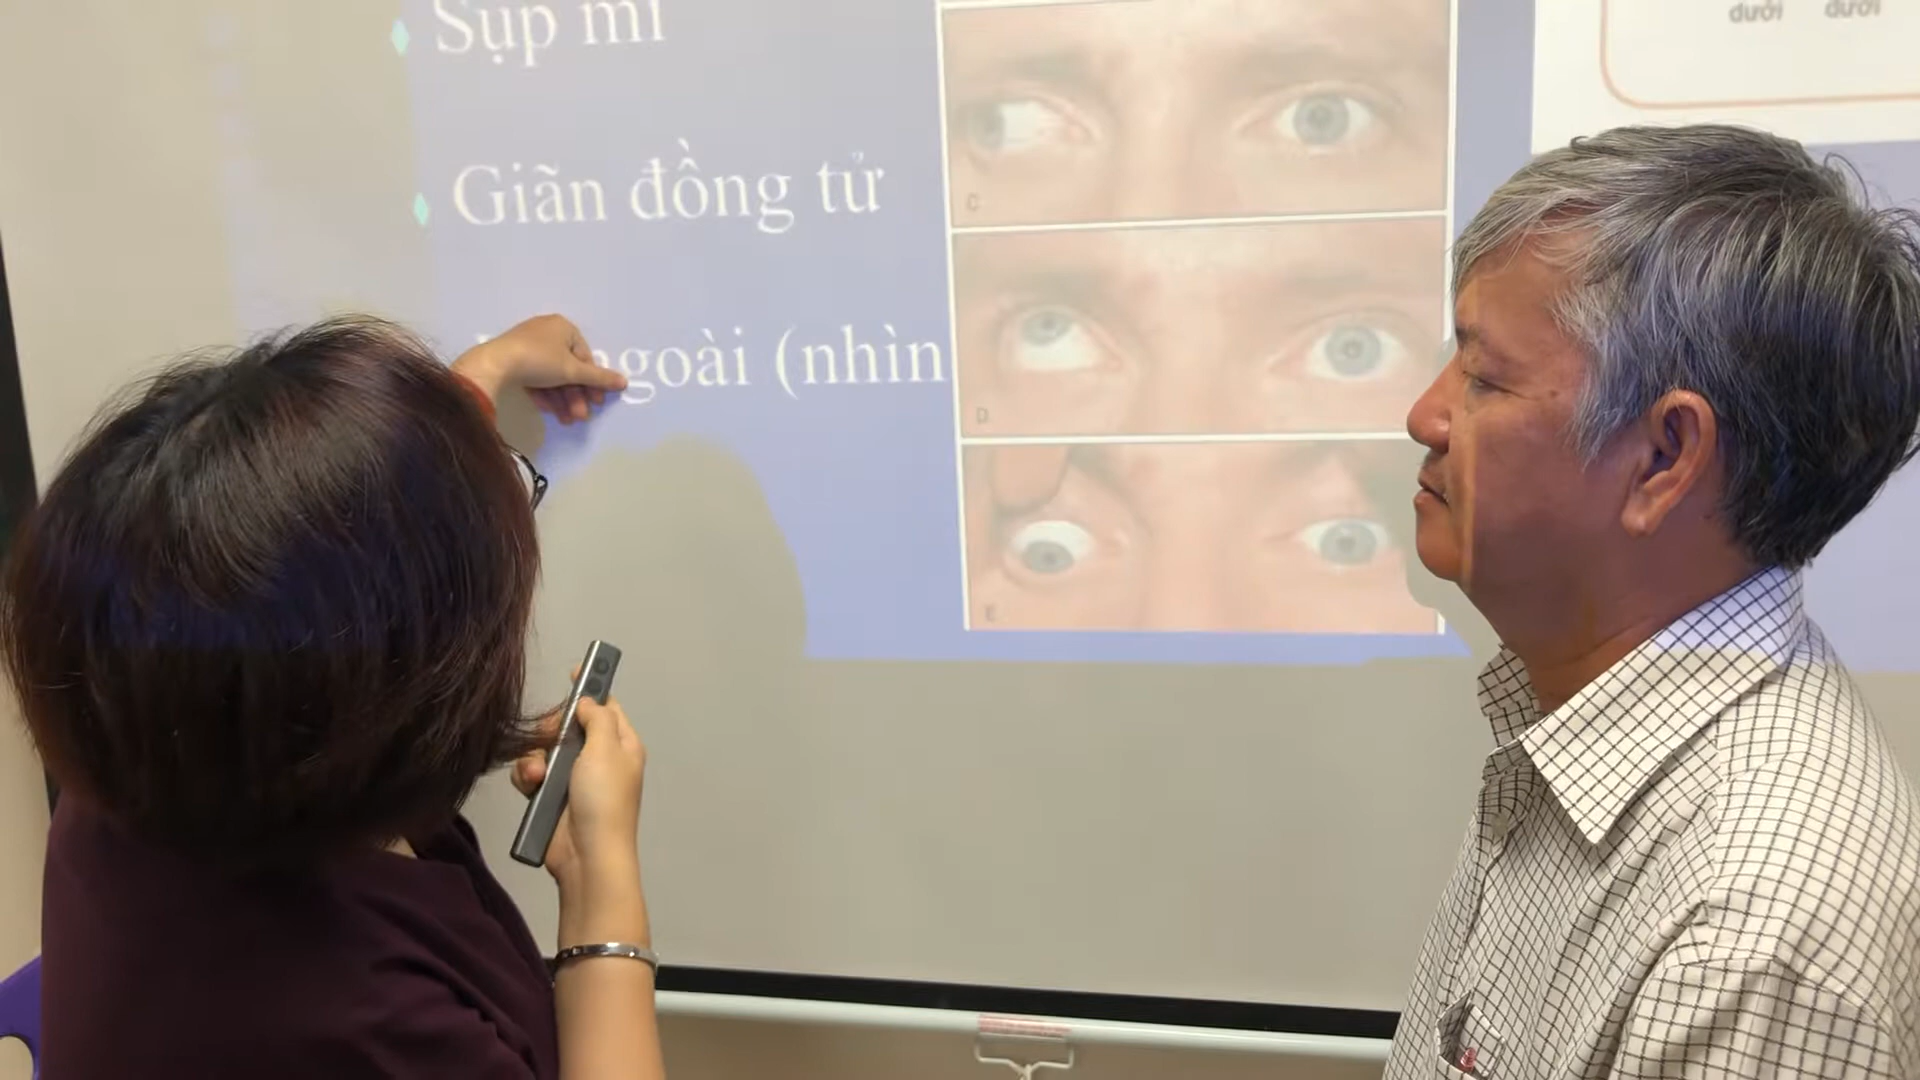 Sụp mi
dưới dưới
Giãn đồng tử
ngoài (nhìn
C
D
E